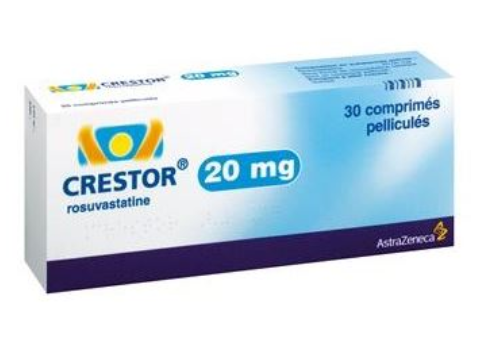 CRESTOR® 20 mg
30 comprimés
pelliculés
CRESTOR® 20 mg
rosuvastatine
AstraZeneca